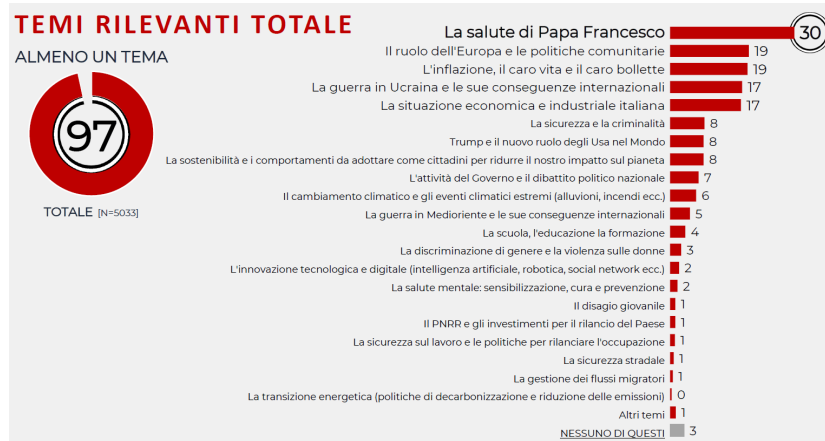 TEMI RILEVANTI TOTALE
ALMENO UN TEMA
97
TOTALE [N=5033]
La salute di Papa Francesco 30
Il ruolo dell'Europa e le politiche comunitarie 19
L'inflazione, il caro vita e il caro bollette 19
La guerra in Ucraina e le sue conseguenze internazionali 17
La situazione economica e industriale italiana 17
La sicurezza e la criminalità 8
Trump e il nuovo ruolo degli Usa nel Mondo 8
La sostenibilità e i comportamenti da adottare come cittadini per ridurre il nostro impatto sul pianeta 8
L'attività del Governo e il dibattito politico nazionale 7
Il cambiamento climatico e gli eventi climatici estremi (alluvioni, incendi ecc.) 6
La guerra in Medioriente e le sue conseguenze internazionali 5
La scuola, l'educazione la formazione 4
La discriminazione di genere e la violenza sulle donne 3
L'innovazione tecnologica e digitale (intelligenza artificiale, robotica, social network ecc.) 2
La salute mentale: sensibilizzazione, cura e prevenzione 2
Il disagio giovanile 1
Il PNRR e gli investimenti per il rilancio del Paese 1
La sicurezza sul lavoro e le politiche per rilanciare l'occupazione 1
La sicurezza stradale 1
La gestione dei flussi migratori 1
La transizione energetica (politiche di decarbonizzazione e riduzione delle emissioni) 0
Altri temi 1
NESSUNO DI QUESTI 3